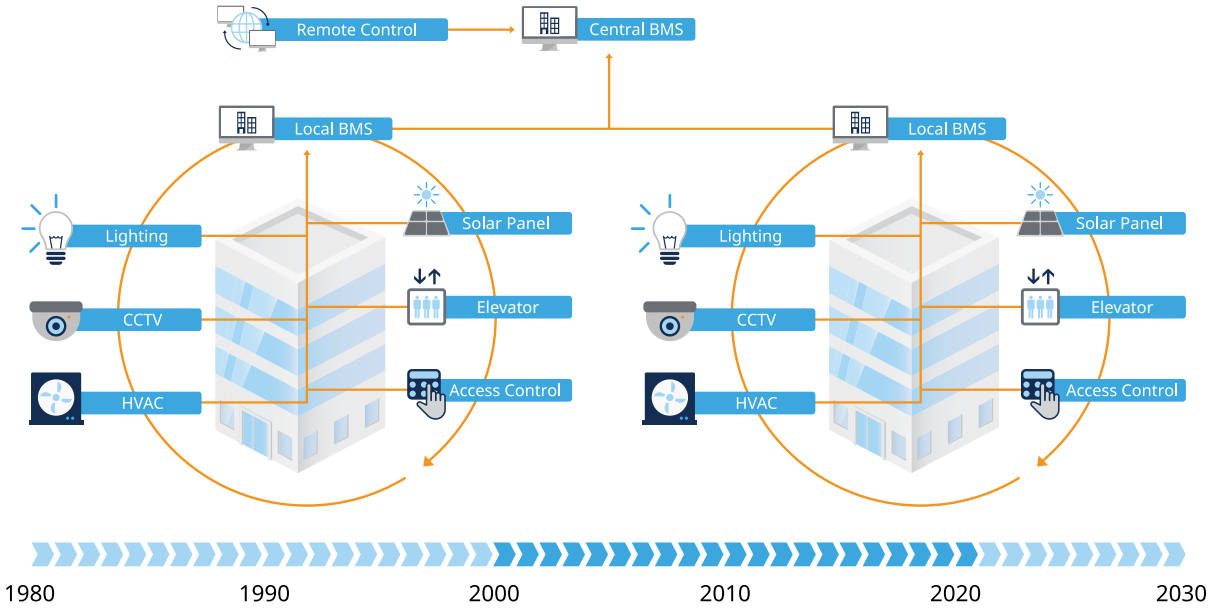 Remote Control
Central BMS
Local BMS
Local BMS
Lighting
Solar Panel
CCTV
Elevator
HVAC
Access Control
Lighting
Solar Panel
CCTV
Elevator
HVAC
Access Control
1980 1990 2000 2010 2020 2030